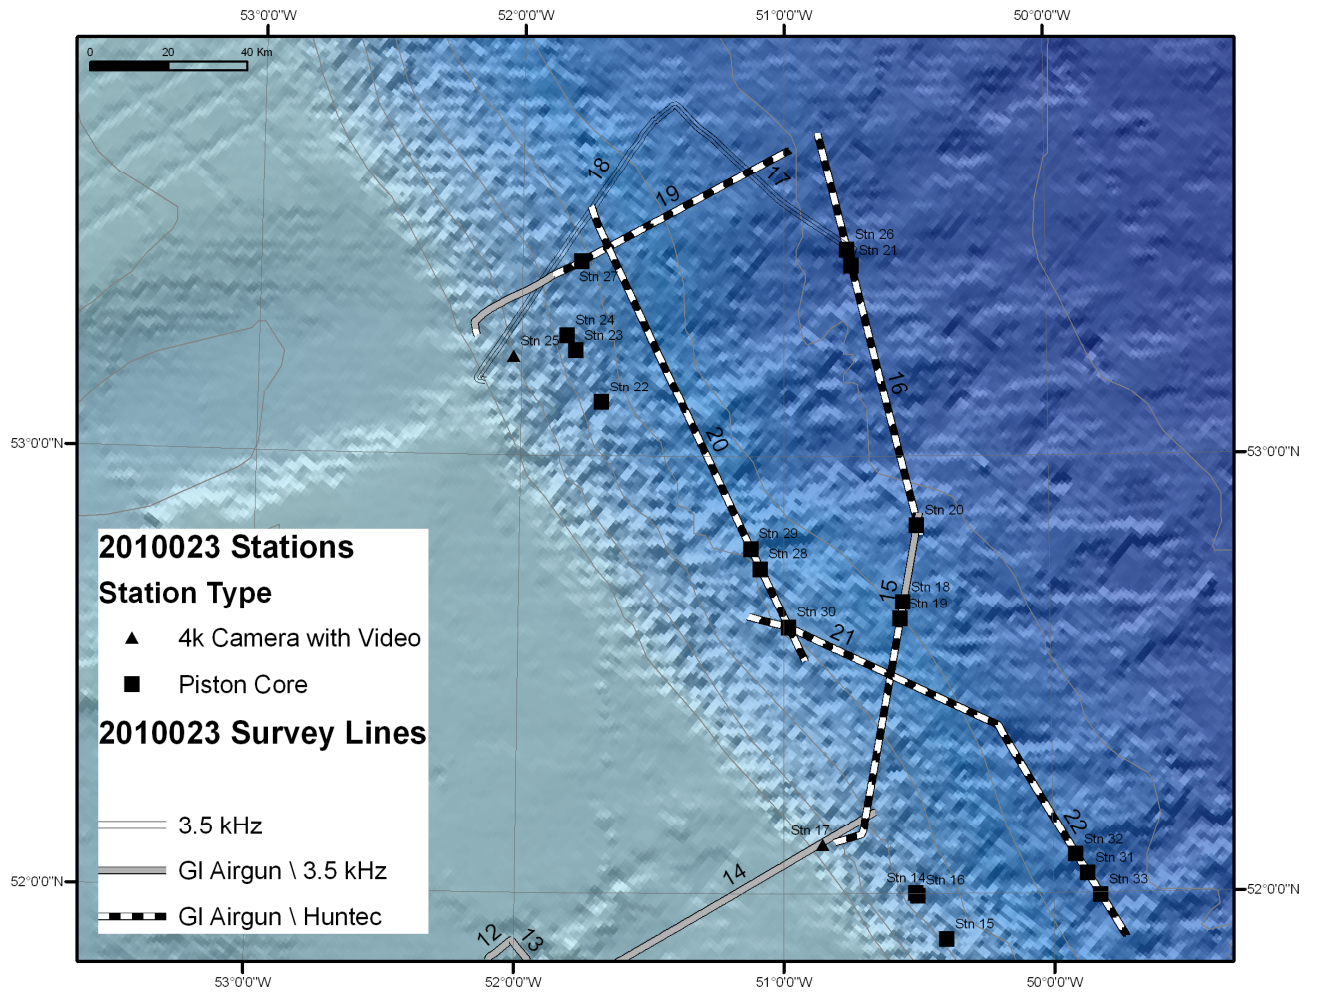 53°0'0"W 52°0'0"W 51°0'0"W 50°0'0"W
0 20 40 Km
18
17
19
Stn 26
Stn 21
Stn 27
Stn 24
Stn 23
Stn 25
16
Stn 22
20
53°0'0"N 53°0'0"N
Stn 20
Stn 29
Stn 28
15
Stn 18
Stn 19
Stn 30
21
2010023 Stations
Station Type
4k Camera with Video
Piston Core
2010023 Survey Lines
3.5 kHz
GI Airgun \ 3.5 kHz
GI Airgun \ Huntec
22
Stn 17
Stn 32
Stn 31
14
Stn 14
Stn 16
Stn 33
52°0'0"N 52°0'0"N
Stn 15
12
13
53°0'0"W 52°0'0"W 51°0'0"W 50°0'0"W